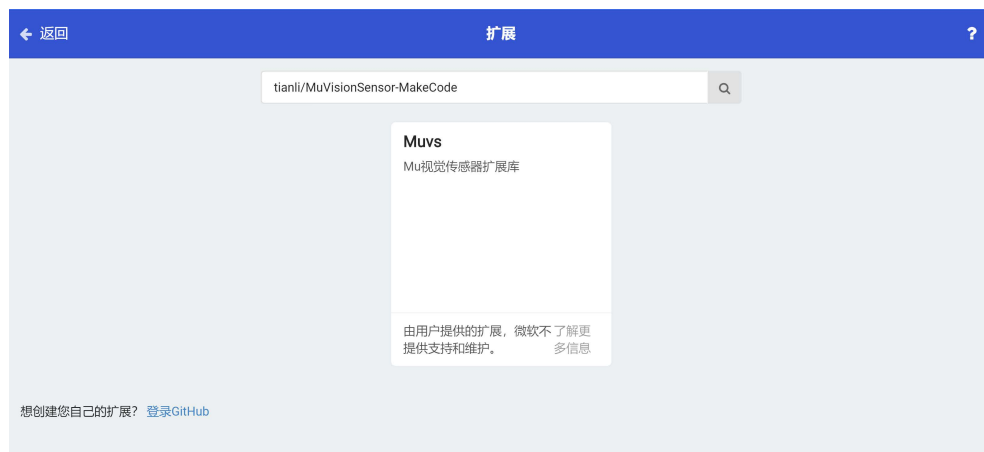 返回
扩展
?
tianli/MuVisionSensor-MakeCode
Muvs
Mu视觉传感器扩展库
由用户提供的扩展，微软不
提供支持和维护。
了解更
多信息
想创建您自己的扩展？ 登录GitHub